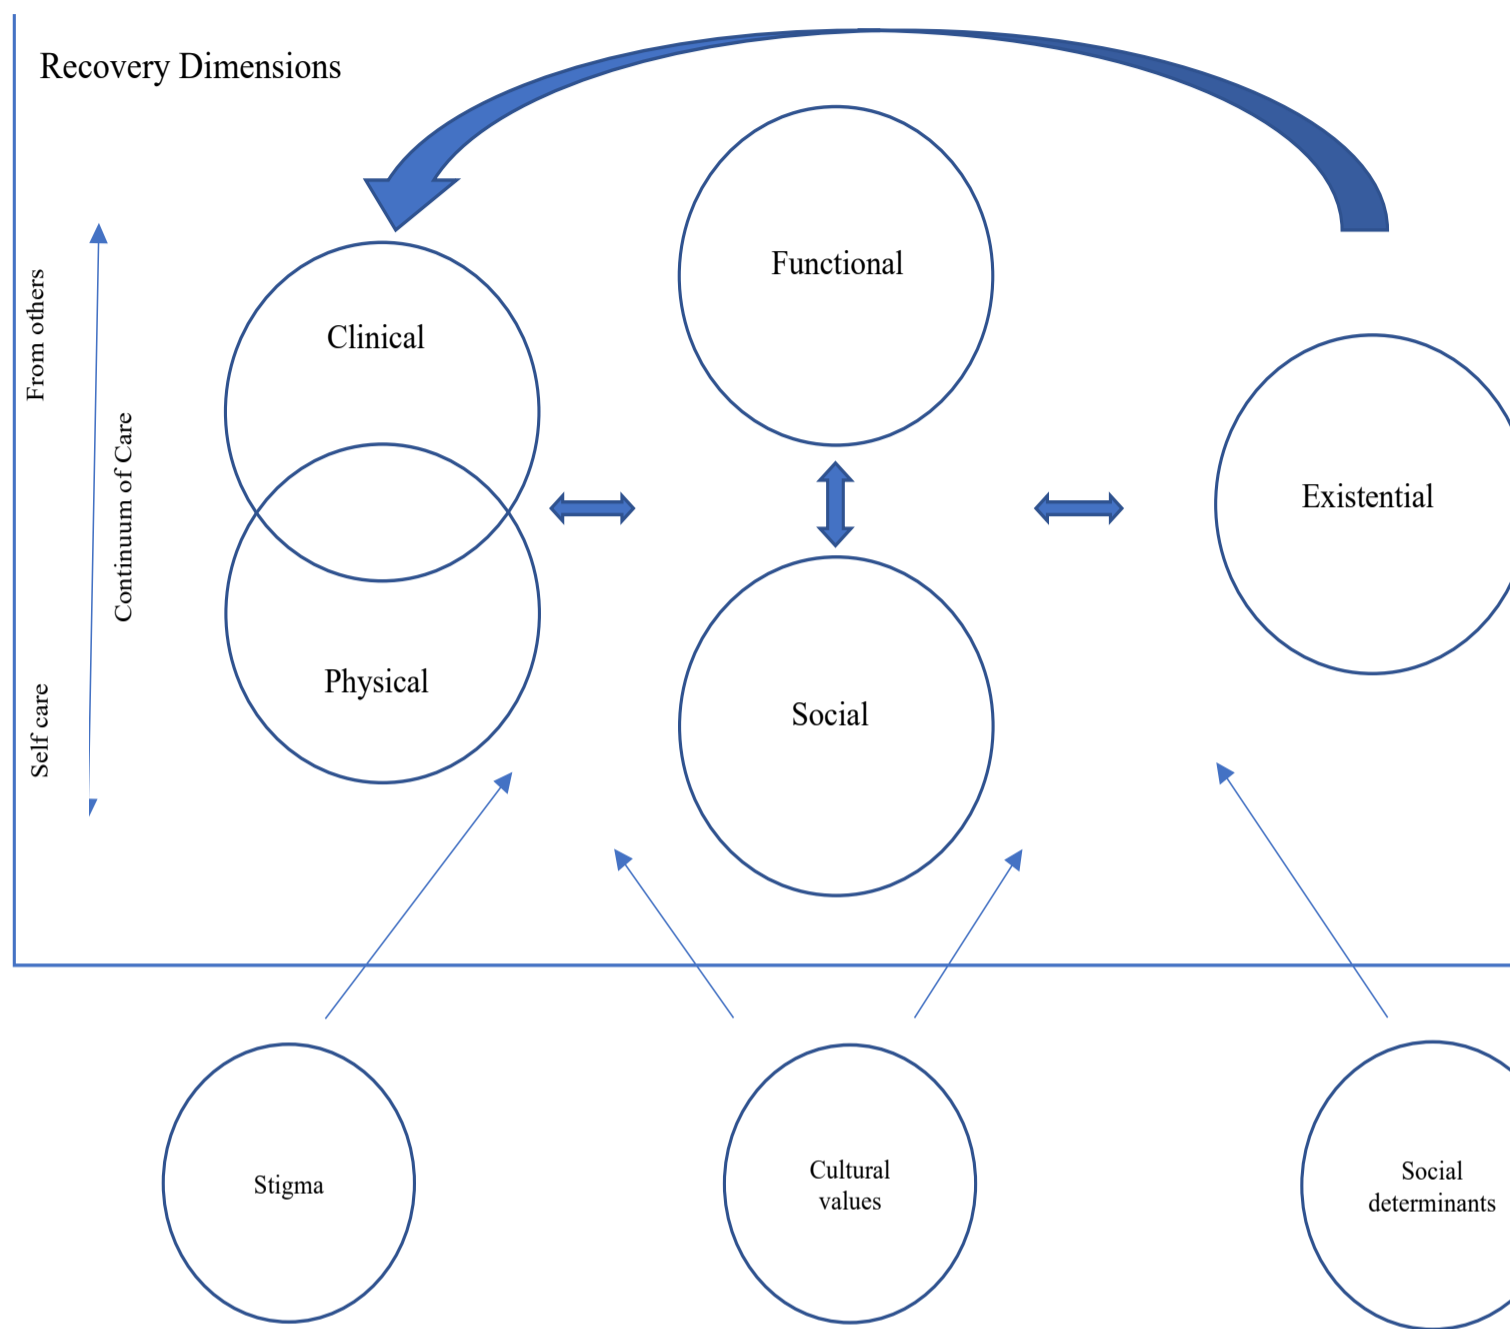 Recovery Dimensions
Functional
Clinical
From others
Continuum of Care
Existential
Physical
Social
Self care
Stigma
Cultural
values
Social
determinants